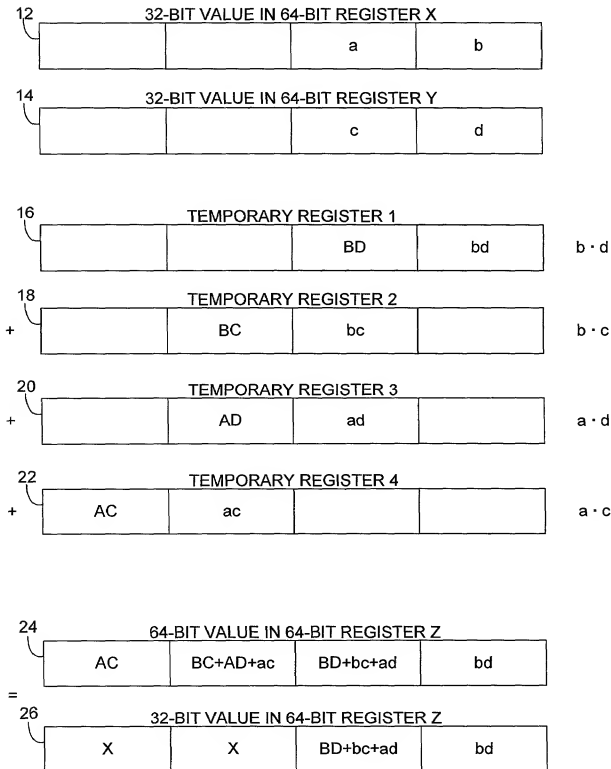 12 32-BIT VALUE IN 64-BIT REGISTER X
a b
14 32-BIT VALUE IN 64-BIT REGISTER Y
c d
16 TEMPORARY REGISTER 1
BD bd b · d
18 TEMPORARY REGISTER 2
+ BC bc b · c
20 TEMPORARY REGISTER 3
+ AD ad a · d
22 TEMPORARY REGISTER 4
+ AC ac a · c
24 64-BIT VALUE IN 64-BIT REGISTER Z
AC BC+AD+ac BD+bc+ad bd
=
26 32-BIT VALUE IN 64-BIT REGISTER Z
X X BD+bc+ad bd